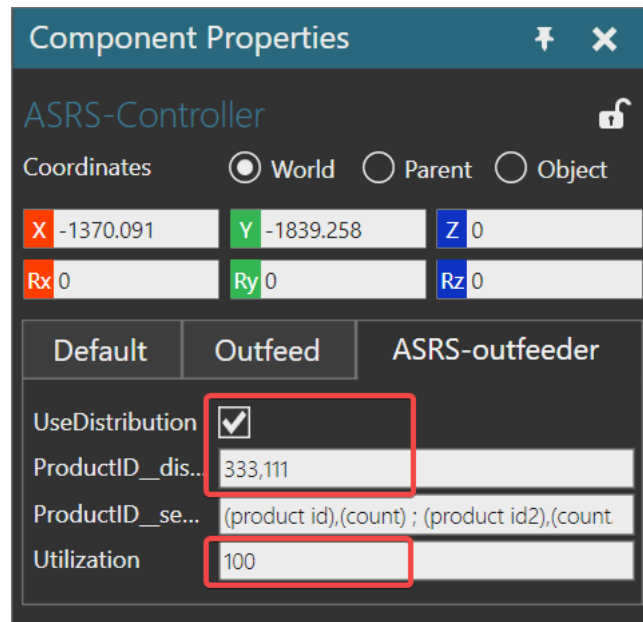 Component Properties
ASRS-Controller
Coordinates World Parent Object
X -1370.091 Y -1839.258 Z 0
Rx 0 Ry 0 Rz 0
Default Outfeed ASRS-outfeeder
UseDistribution
ProductID__dis... 333,111
ProductID__se... (product id),(count) ; (product id2),(count.
Utilization 100